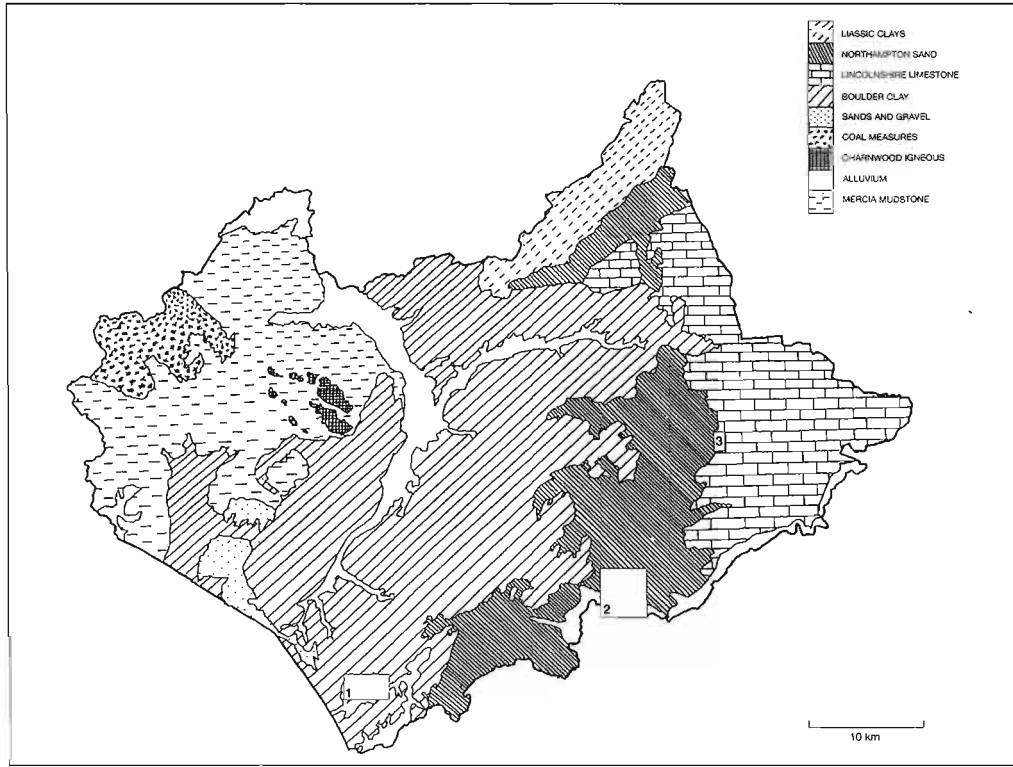 LIASSIC CLAYS
NORTHAMPTON SAND
LINCOLNSHIRE LIMESTONE
BOULDER CLAY
SANDS AND GRAVEL
COAL MEASURES
CHARNWOOD IGNEOUS
ALLUVIUM
MERCIA MUDSTONE
3
2
1
10 km